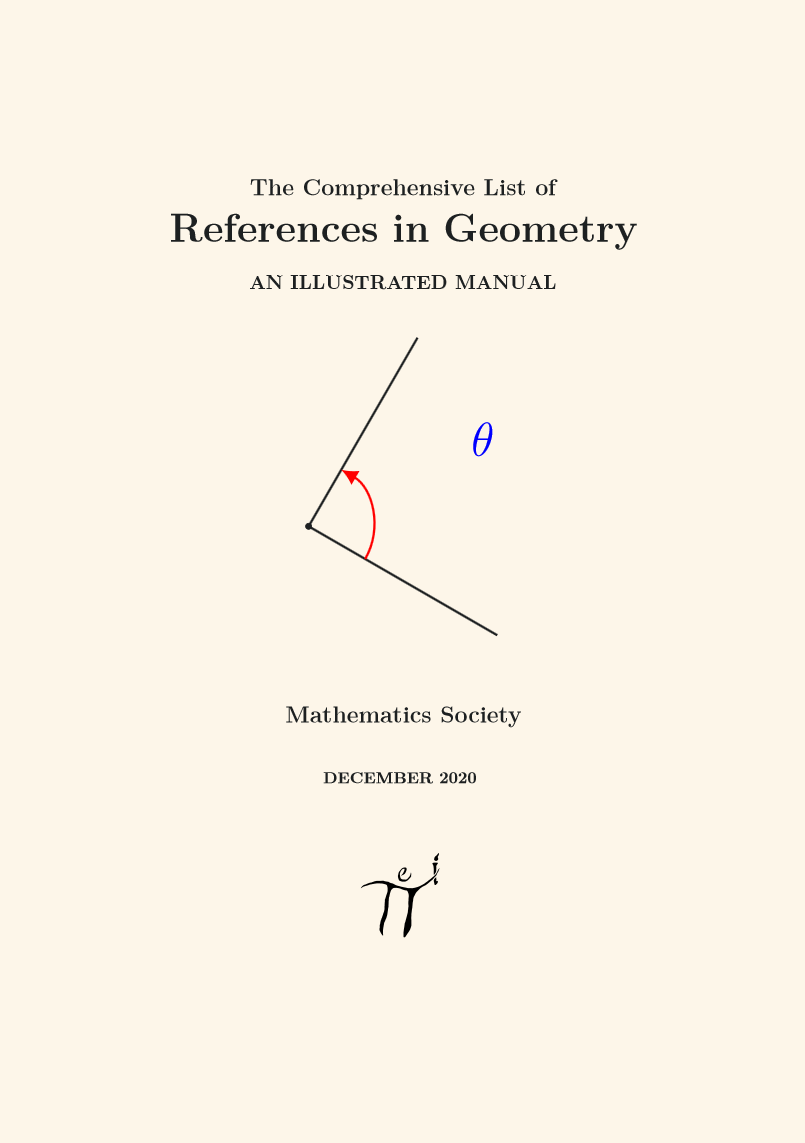 The Comprehensive List of
References in Geometry
AN ILLUSTRATED MANUAL
θ
Mathematics Society
DECEMBER 2020
e i
π